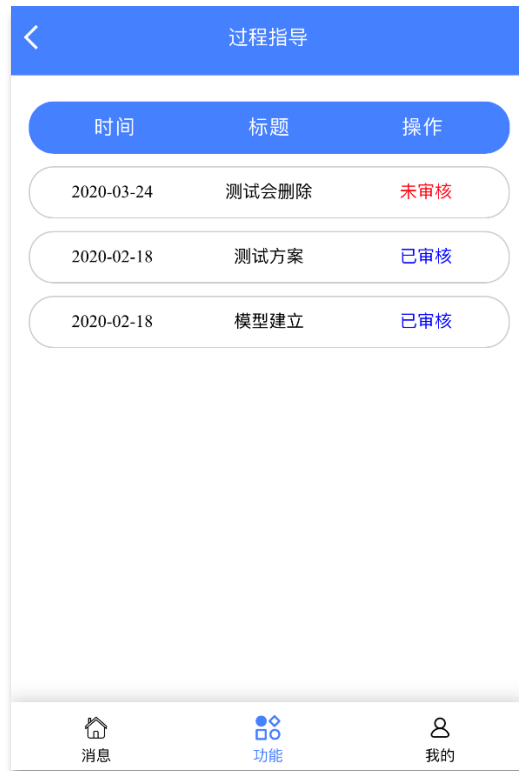 过程指导
时间 标题 操作
2020-03-24 测试会删除 未审核
2020-02-18 测试方案 已审核
2020-02-18 模型建立 已审核
消息 功能 我的